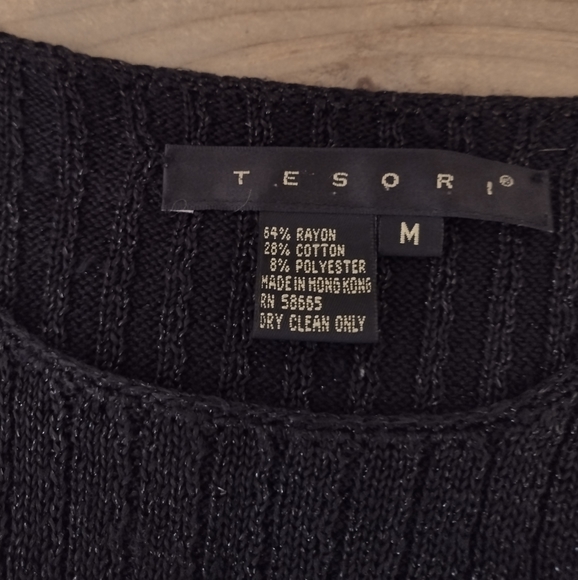 TESORI®
M
64% RAYON
28% COTTON
8% POLYESTER
MADE IN HONG KONG
RN 58665
DRY CLEAN ONLY